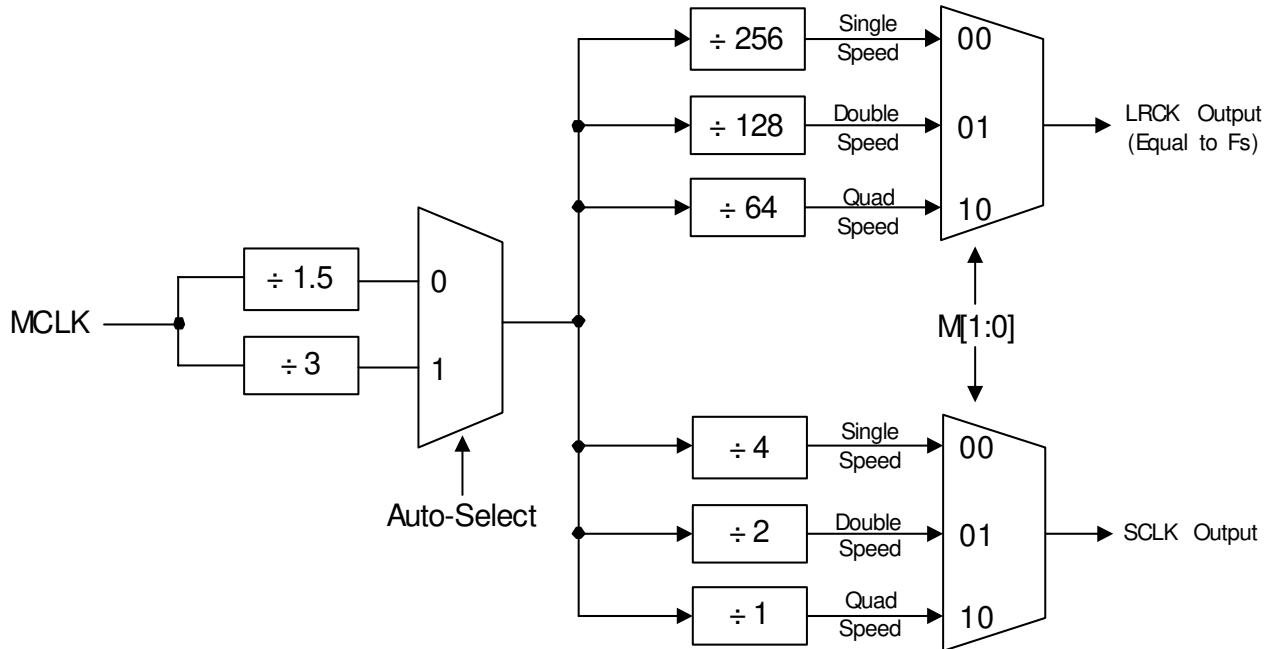 ÷ 256
Single
Speed
00
÷ 128
Double
Speed
01
LRCK Output
(Equal to Fs)
÷ 64
Quad
Speed
10
MCLK
÷ 1.5
0
÷ 3
1
Auto-Select
M[1:0]
÷ 4
Single
Speed
00
÷ 2
Double
Speed
01
SCLK Output
÷ 1
Quad
Speed
10